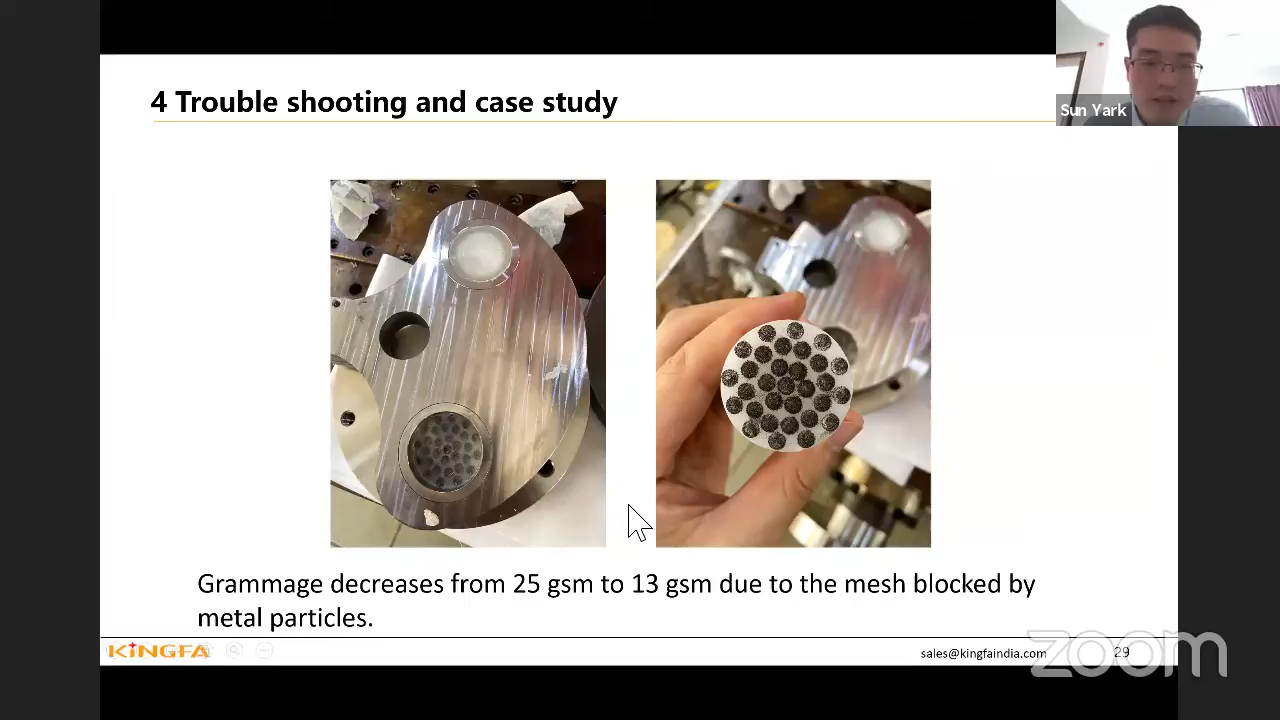 4 Trouble shooting and case study
Sun Yark
Grammage decreases from 25 gsm to 13 gsm due to the mesh blocked by
metal particles.
KINGFA
sales@kingfaindia.com
29
zoom